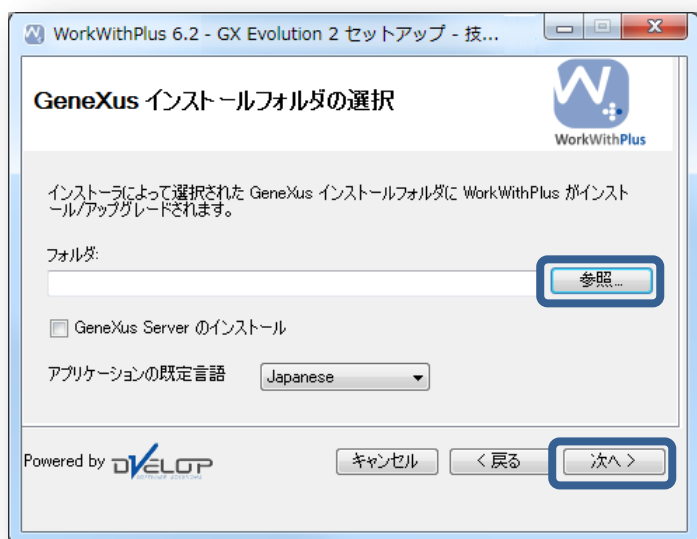 WorkWithPlus 6.2 - GX Evolution 2 セットアップ - 技...
GeneXus インストールフォルダの選択
WorkWithPlus
インストーラによって選択された GeneXus インストールフォルダに WorkWithPlus がインスト
ール/アップグレードされます。
フォルダ:
参照...
GeneXus Server のインストール
アプリケーションの既定言語
Japanese
Powered by DVELOP
SOFTWARE SOLUTIONS
キャンセル
< 戻る
次へ >